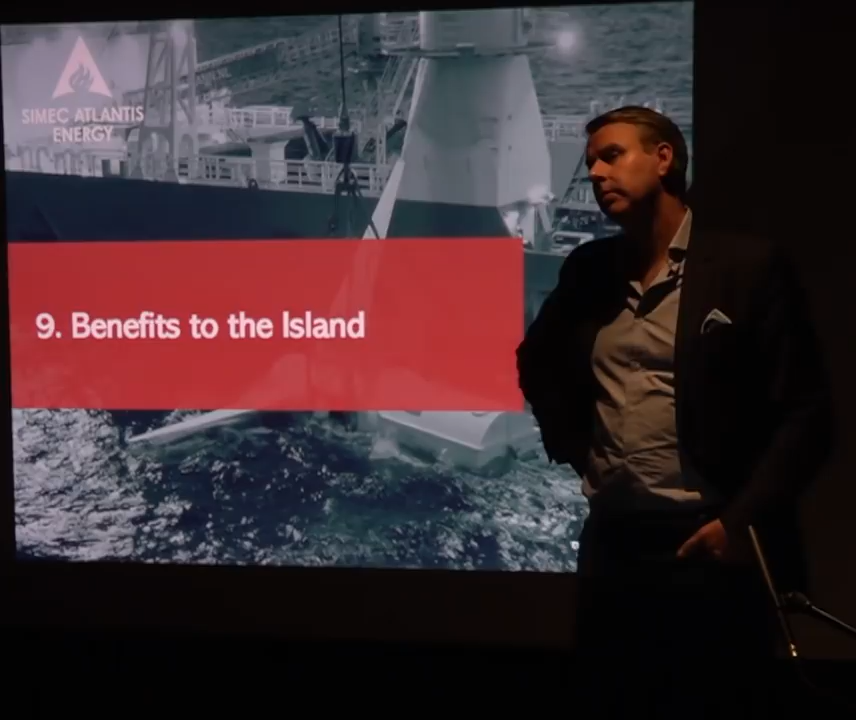 SIMEC ATLANTIS
ENERGY
9. Benefits to the Island